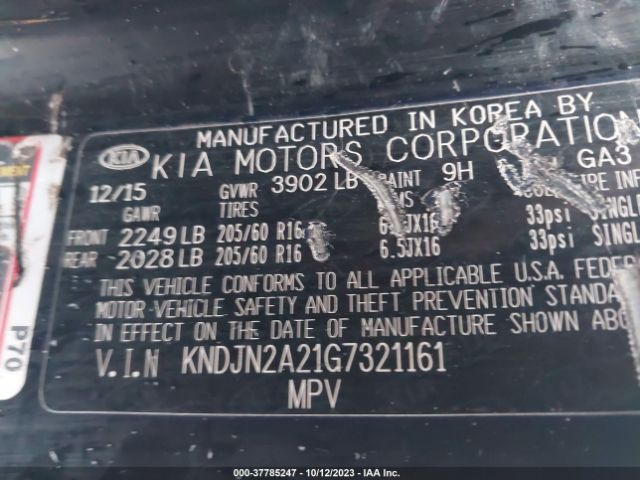 MANUFACTURED IN KOREA BY
KIA KIA MOTORS CORPORATION
12/15 GVWR 3902 LB PAINT 9H GA3
GAWR TIRES
FRONT 2249 LB 205/60 R16 33psi SINGLE
REAR 2028 LB 205/60 R16 6.5JX16 33psi SINGL
THIS VEHICLE CONFORMS TO ALL APPLICABLE U.S.A. FEDER
MOTOR VEHICLE SAFETY AND THEFT PREVENTION STANDA
IN EFFECT ON THE DATE OF MANUFACTURE SHOWN ABO
V.I.N KNDJN2A21G7321161
MPV
P70
000-37785247 - 10/12/2023 - IAA Inc.